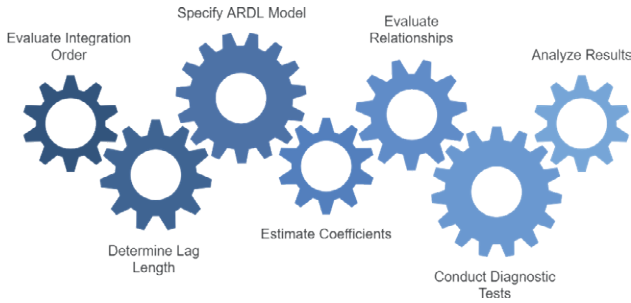 Evaluate Integration
Order
Determine Lag
Length
Specify ARDL Model
Estimate Coefficients
Evaluate
Relationships
Conduct Diagnostic
Tests
Analyze Results